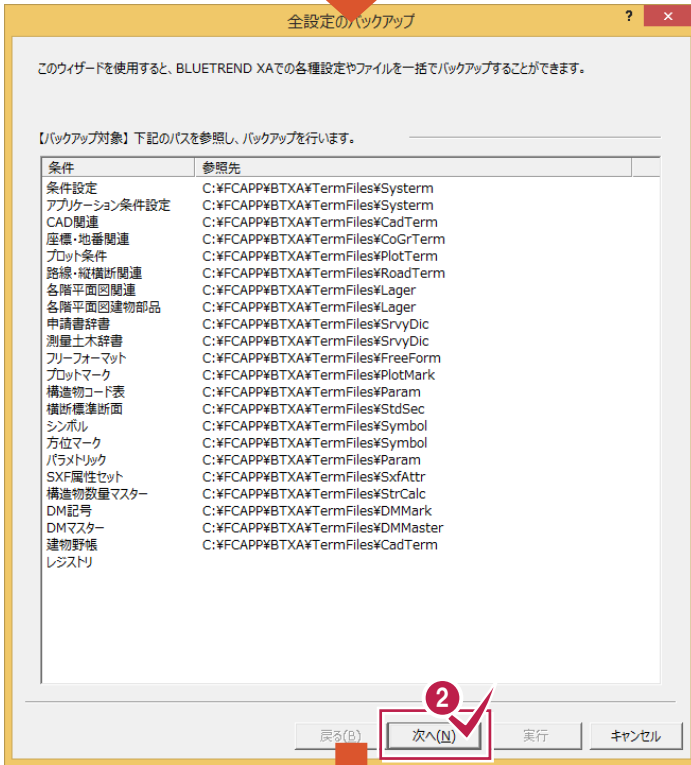 全設定のバックアップ
? ×
このウィザードを使用すると、BLUETREND XAでの各種設定やファイルを一括でバックアップすることができます。
【バックアップ対象】下記のパスを参照し、バックアップを行います。
条件 参照先
条件設定 C:¥FCAPP¥BTXA¥TermFiles¥Systerm
アプリケーション条件設定 C:¥FCAPP¥BTXA¥TermFiles¥Systerm
CAD関連 C:¥FCAPP¥BTXA¥TermFiles¥CadTerm
座標・地番関連 C:¥FCAPP¥BTXA¥TermFiles¥CoGrTerm
プロット条件 C:¥FCAPP¥BTXA¥TermFiles¥PlotTerm
路線・縦横断関連 C:¥FCAPP¥BTXA¥TermFiles¥RoadTerm
各階平面図関連 C:¥FCAPP¥BTXA¥TermFiles¥Lager
各階平面図建物部品 C:¥FCAPP¥BTXA¥TermFiles¥Lager
申請書辞書 C:¥FCAPP¥BTXA¥TermFiles¥SrvyDic
測量土木辞書 C:¥FCAPP¥BTXA¥TermFiles¥SrvyDic
フリーフォーマット C:¥FCAPP¥BTXA¥TermFiles¥FreeForm
プロットマーク C:¥FCAPP¥BTXA¥TermFiles¥PlotMark
構造物コード表 C:¥FCAPP¥BTXA¥TermFiles¥Param
横断標準断面 C:¥FCAPP¥BTXA¥TermFiles¥StdSec
シンボル C:¥FCAPP¥BTXA¥TermFiles¥Symbol
方位マーク C:¥FCAPP¥BTXA¥TermFiles¥Symbol
パラメトリック C:¥FCAPP¥BTXA¥TermFiles¥Param
SXF属性セット C:¥FCAPP¥BTXA¥TermFiles¥SxfAttr
構造物数量マスター C:¥FCAPP¥BTXA¥TermFiles¥StrCalc
DM記号 C:¥FCAPP¥BTXA¥TermFiles¥DMMark
DMマスター C:¥FCAPP¥BTXA¥TermFiles¥DMMaster
建物野帳 C:¥FCAPP¥BTXA¥TermFiles¥CadTerm
レジストリ
2
戻る(B) 次へ(N) 実行 キャンセル